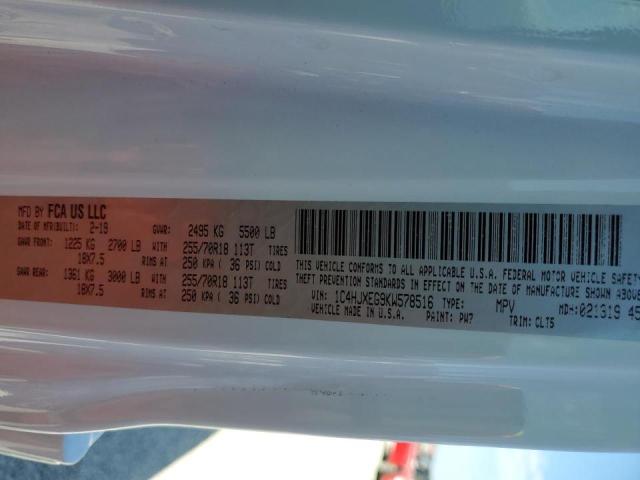 MFD BY FCA US LLC
DATE OF MFR(BUILT): 2-19 GVWR: 2495 KG 5500 LB
GAWR FRONT: 1225 KG 2700 LB WITH 255/70R18 113T TIRES
18X7.5 RIMS AT 250 KPA ( 36 PSI) COLD
GAWR REAR: 1361 KG 3000 LB WITH 255/70R18 113T TIRES
18X7.5 RIMS AT 250 KPA ( 36 PSI) COLD
THIS VEHICLE CONFORMS TO ALL APPLICABLE U.S.A. FEDERAL MOTOR VEHICLE SAFETY
THEFT PREVENTION STANDARDS IN EFFECT ON THE DATE OF MANUFACTURE SHOWN ABOVE
VIN: 1C4HJXEG9KW578516 TYPE: MPV MDH:021319 45
VEHICLE MADE IN U.S.A. PAINT: PW7 TRIM: CLT5